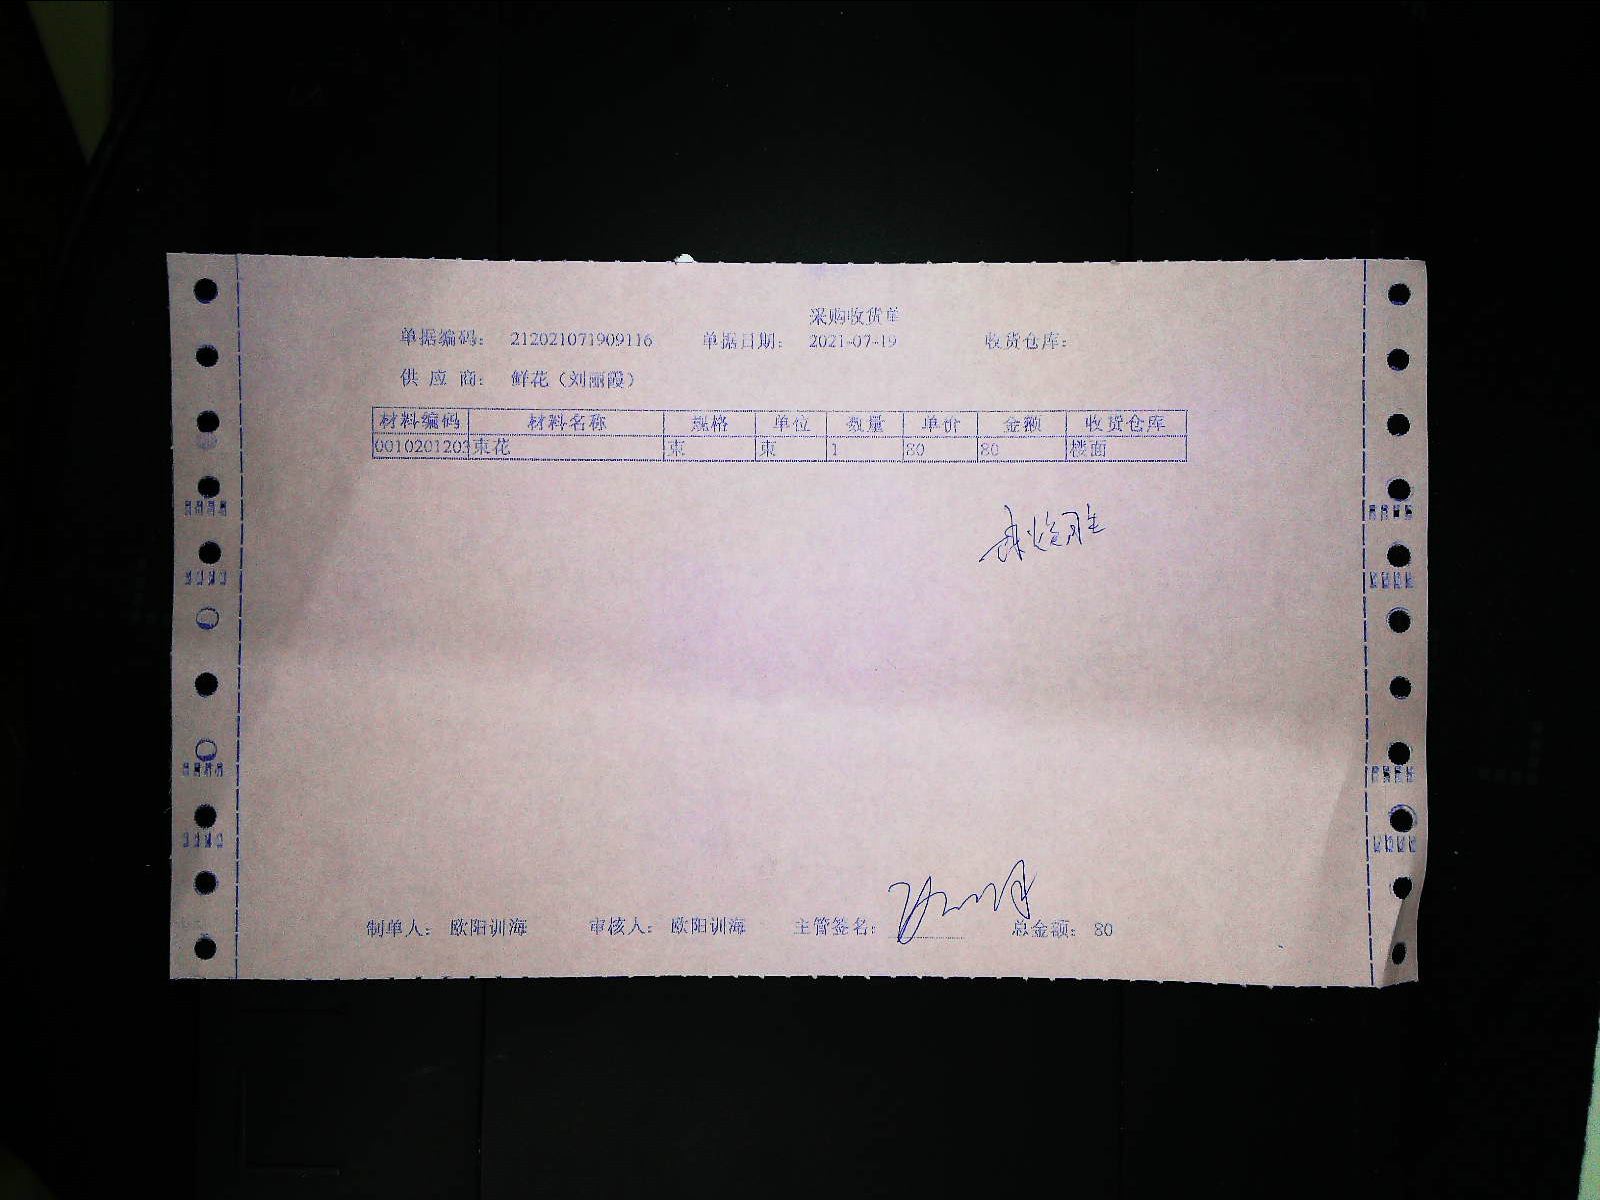 采购收货单
单据编码： 212021071909116 单据日期： 2021-07-19 收货仓库：
供 应 商： 鲜花（刘丽霞）
材料编码 材料名称 规格 单位 数量 单价 金额 收货仓库
0010201203 束花 束 束 1 80 80 楼面
制单人： 欧阳训海 审核人： 欧阳训海 主管签名： 总金额： 80